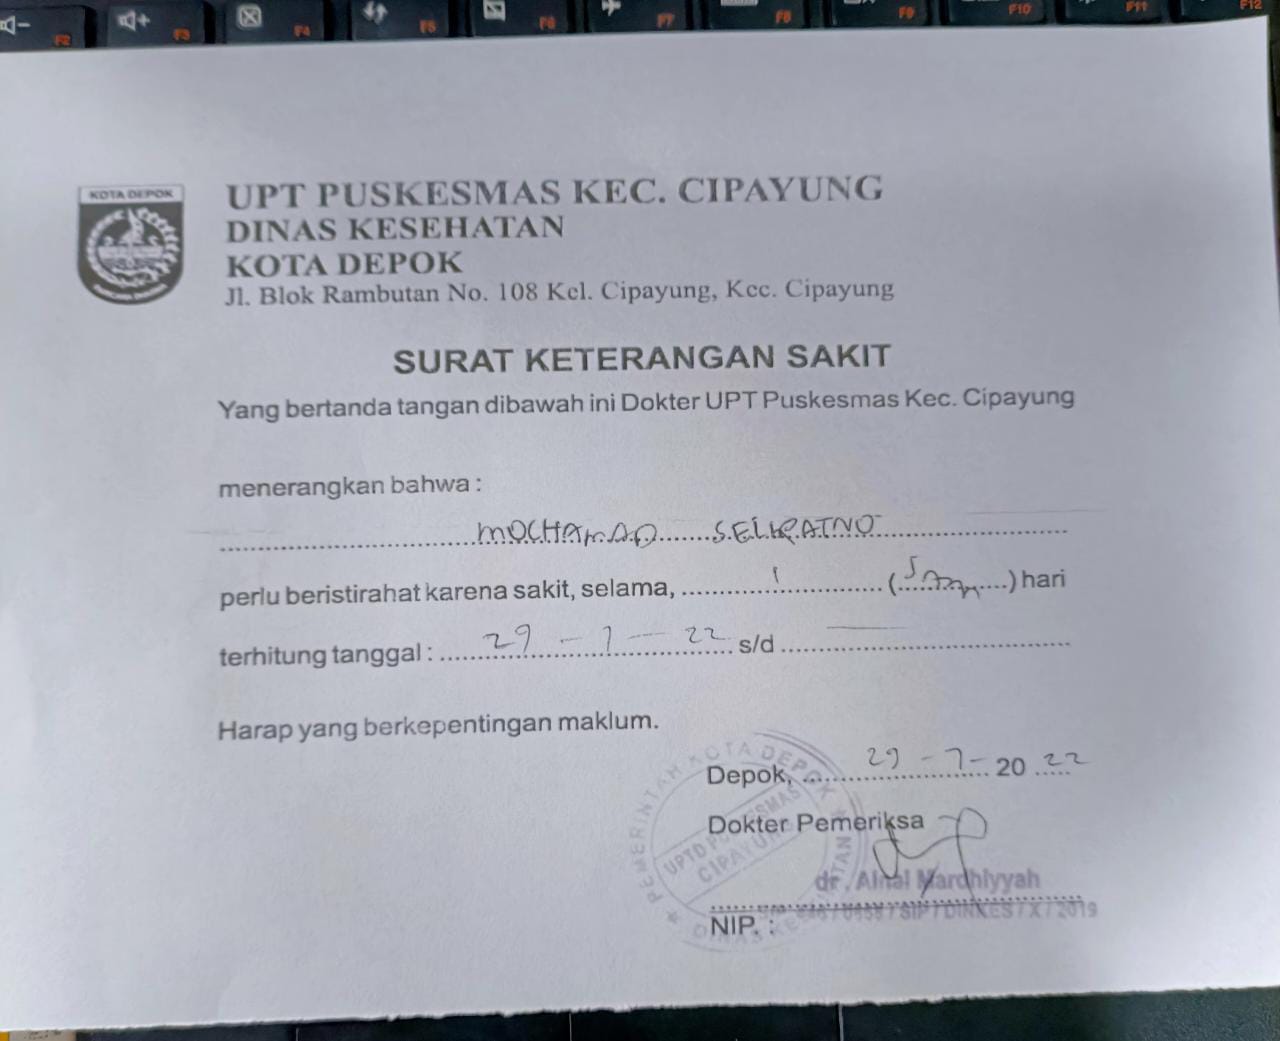 F2 F3 F4 F5 F6 F7 F8 F9 F10 F11 F12
KOTA DEPOK
UPT PUSKESMAS KEC. CIPAYUNG
DINAS KESEHATAN
KOTA DEPOK
Jl. Blok Rambutan No. 108 Kel. Cipayung, Kec. Cipayung
SURAT KETERANGAN SAKIT
Yang bertanda tangan dibawah ini Dokter UPT Puskesmas Kec. Cipayung
menerangkan bahwa :
MOCHAMAD
perlu beristirahat karena sakit, selama, 1 ( ) hari
terhitung tanggal : 29 - 7 - 22 s/d —
Harap yang berkepentingan maklum.
Depok, 29 - 7 - 20 22
Dokter Pemeriksa
dr. Ainal Mardhiyyah
/ SIP / DINKES / X / 2019
NIP. :
PEMERINTAH KOTA DEPOK
UPTD PUSKESMAS
CIPAYUNG
DINAS KESEHATAN